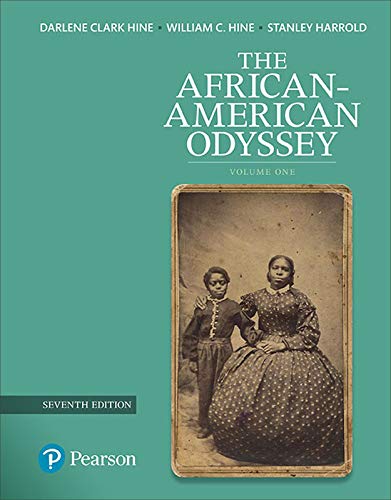 DARLENE CLARK HINE • WILLIAM C. HINE • STANLEY HARROLD
THE
AFRICAN-
AMERICAN
ODYSSEY
VOLUME ONE
SEVENTH EDITION
Pearson